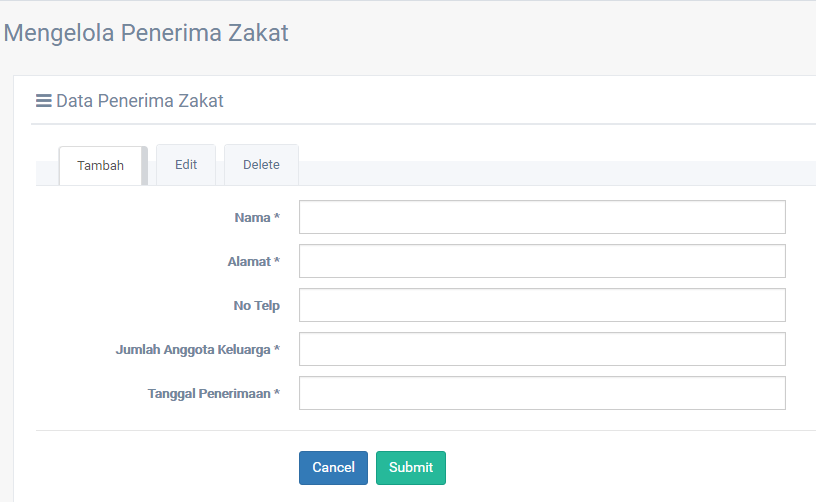 Mengelola Penerima Zakat
Data Penerima Zakat
Tambah Edit Delete
Nama *
Alamat *
No Telp
Jumlah Anggota Keluarga *
Tanggal Penerimaan *
Cancel Submit